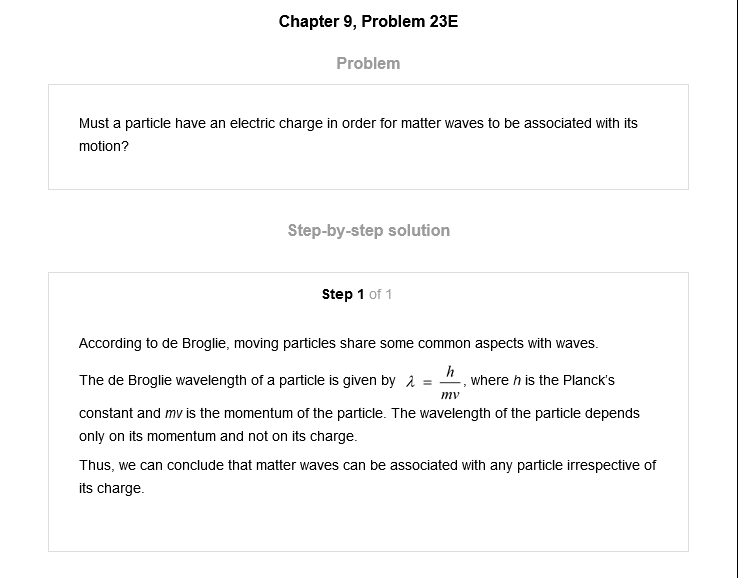 Chapter 9, Problem 23E
Problem
Must a particle have an electric charge in order for matter waves to be associated with its
motion?
Step-by-step solution
Step 1 of 1
According to de Broglie, moving particles share some common aspects with waves.
The de Broglie wavelength of a particle is given by λ = h/mv, where h is the Planck's
constant and mv is the momentum of the particle. The wavelength of the particle depends
only on its momentum and not on its charge.
Thus, we can conclude that matter waves can be associated with any particle irrespective of
its charge.